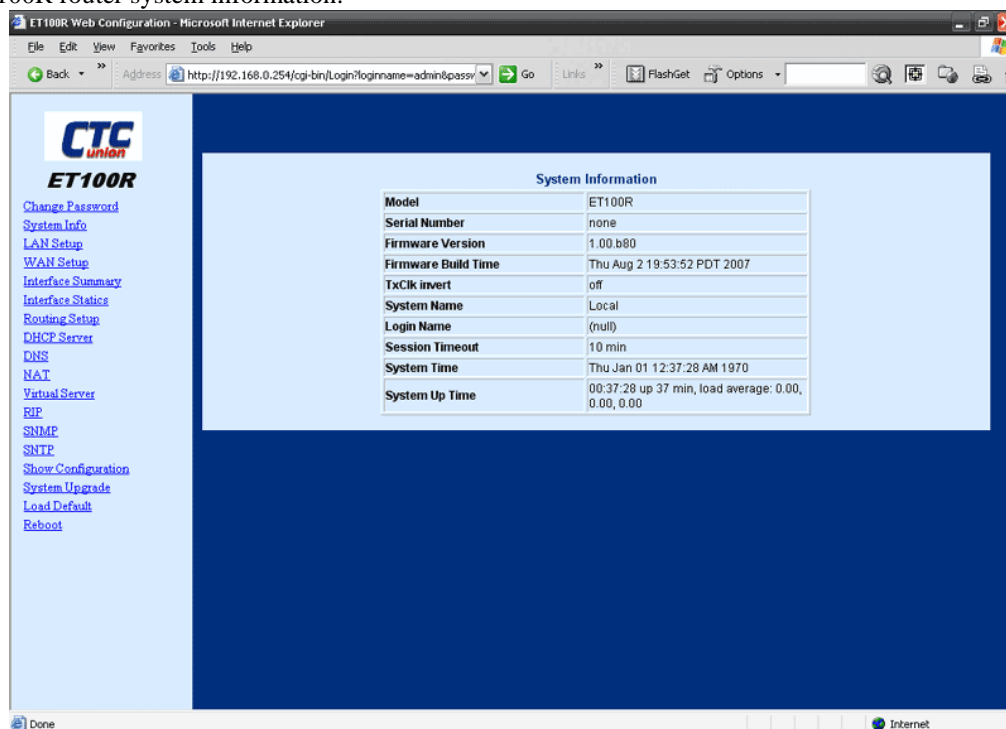 00R router system information.
ET100R Web Configuration - Microsoft Internet Explorer
File Edit View Favorites Tools Help
Back » Address http://192.168.0.254/cgi-bin/Login?loginname=admin&passw Go Links » FlashGet Options
CTC
union
ET100R
Change Password
System Info
LAN Setup
WAN Setup
Interface Summary
Interface Statics
Routing Setup
DHCP Server
DNS
NAT
Virtual Server
RIP
SNMP
SNTP
Show Configuration
System Upgrade
Load Default
Reboot
System Information
Model ET100R
Serial Number none
Firmware Version 1.00.b80
Firmware Build Time Thu Aug 2 19:53:52 PDT 2007
TxClk invert off
System Name Local
Login Name (null)
Session Timeout 10 min
System Time Thu Jan 01 12:37:28 AM 1970
System Up Time 00:37:28 up 37 min, load average: 0.00,
0.00, 0.00
Done Internet